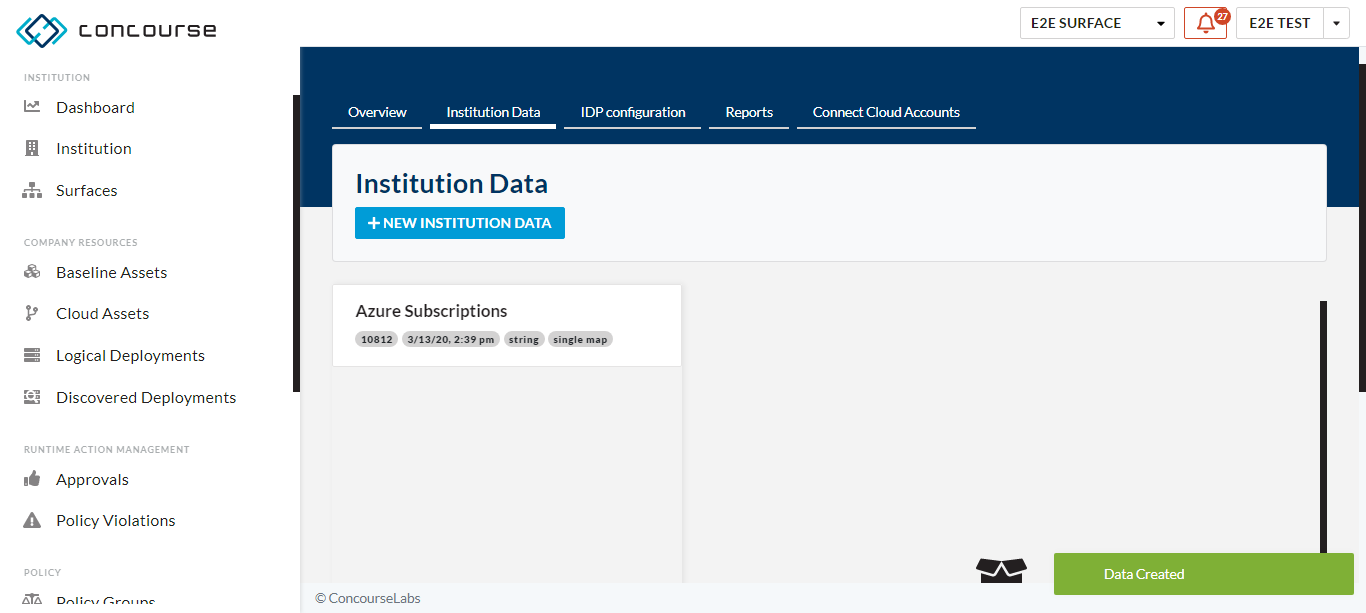 concourse
E2E SURFACE
27
E2E TEST
INSTITUTION
Dashboard
Institution
Surfaces
COMPANY RESOURCES
Baseline Assets
Cloud Assets
Logical Deployments
Discovered Deployments
RUNTIME ACTION MANAGEMENT
Approvals
Policy Violations
POLICY
Policy Groups
Overview
Institution Data
IDP configuration
Reports
Connect Cloud Accounts
Institution Data
+ NEW INSTITUTION DATA
Azure Subscriptions
10812 3/13/20, 2:39 pm string single map
Data Created
© ConcourseLabs